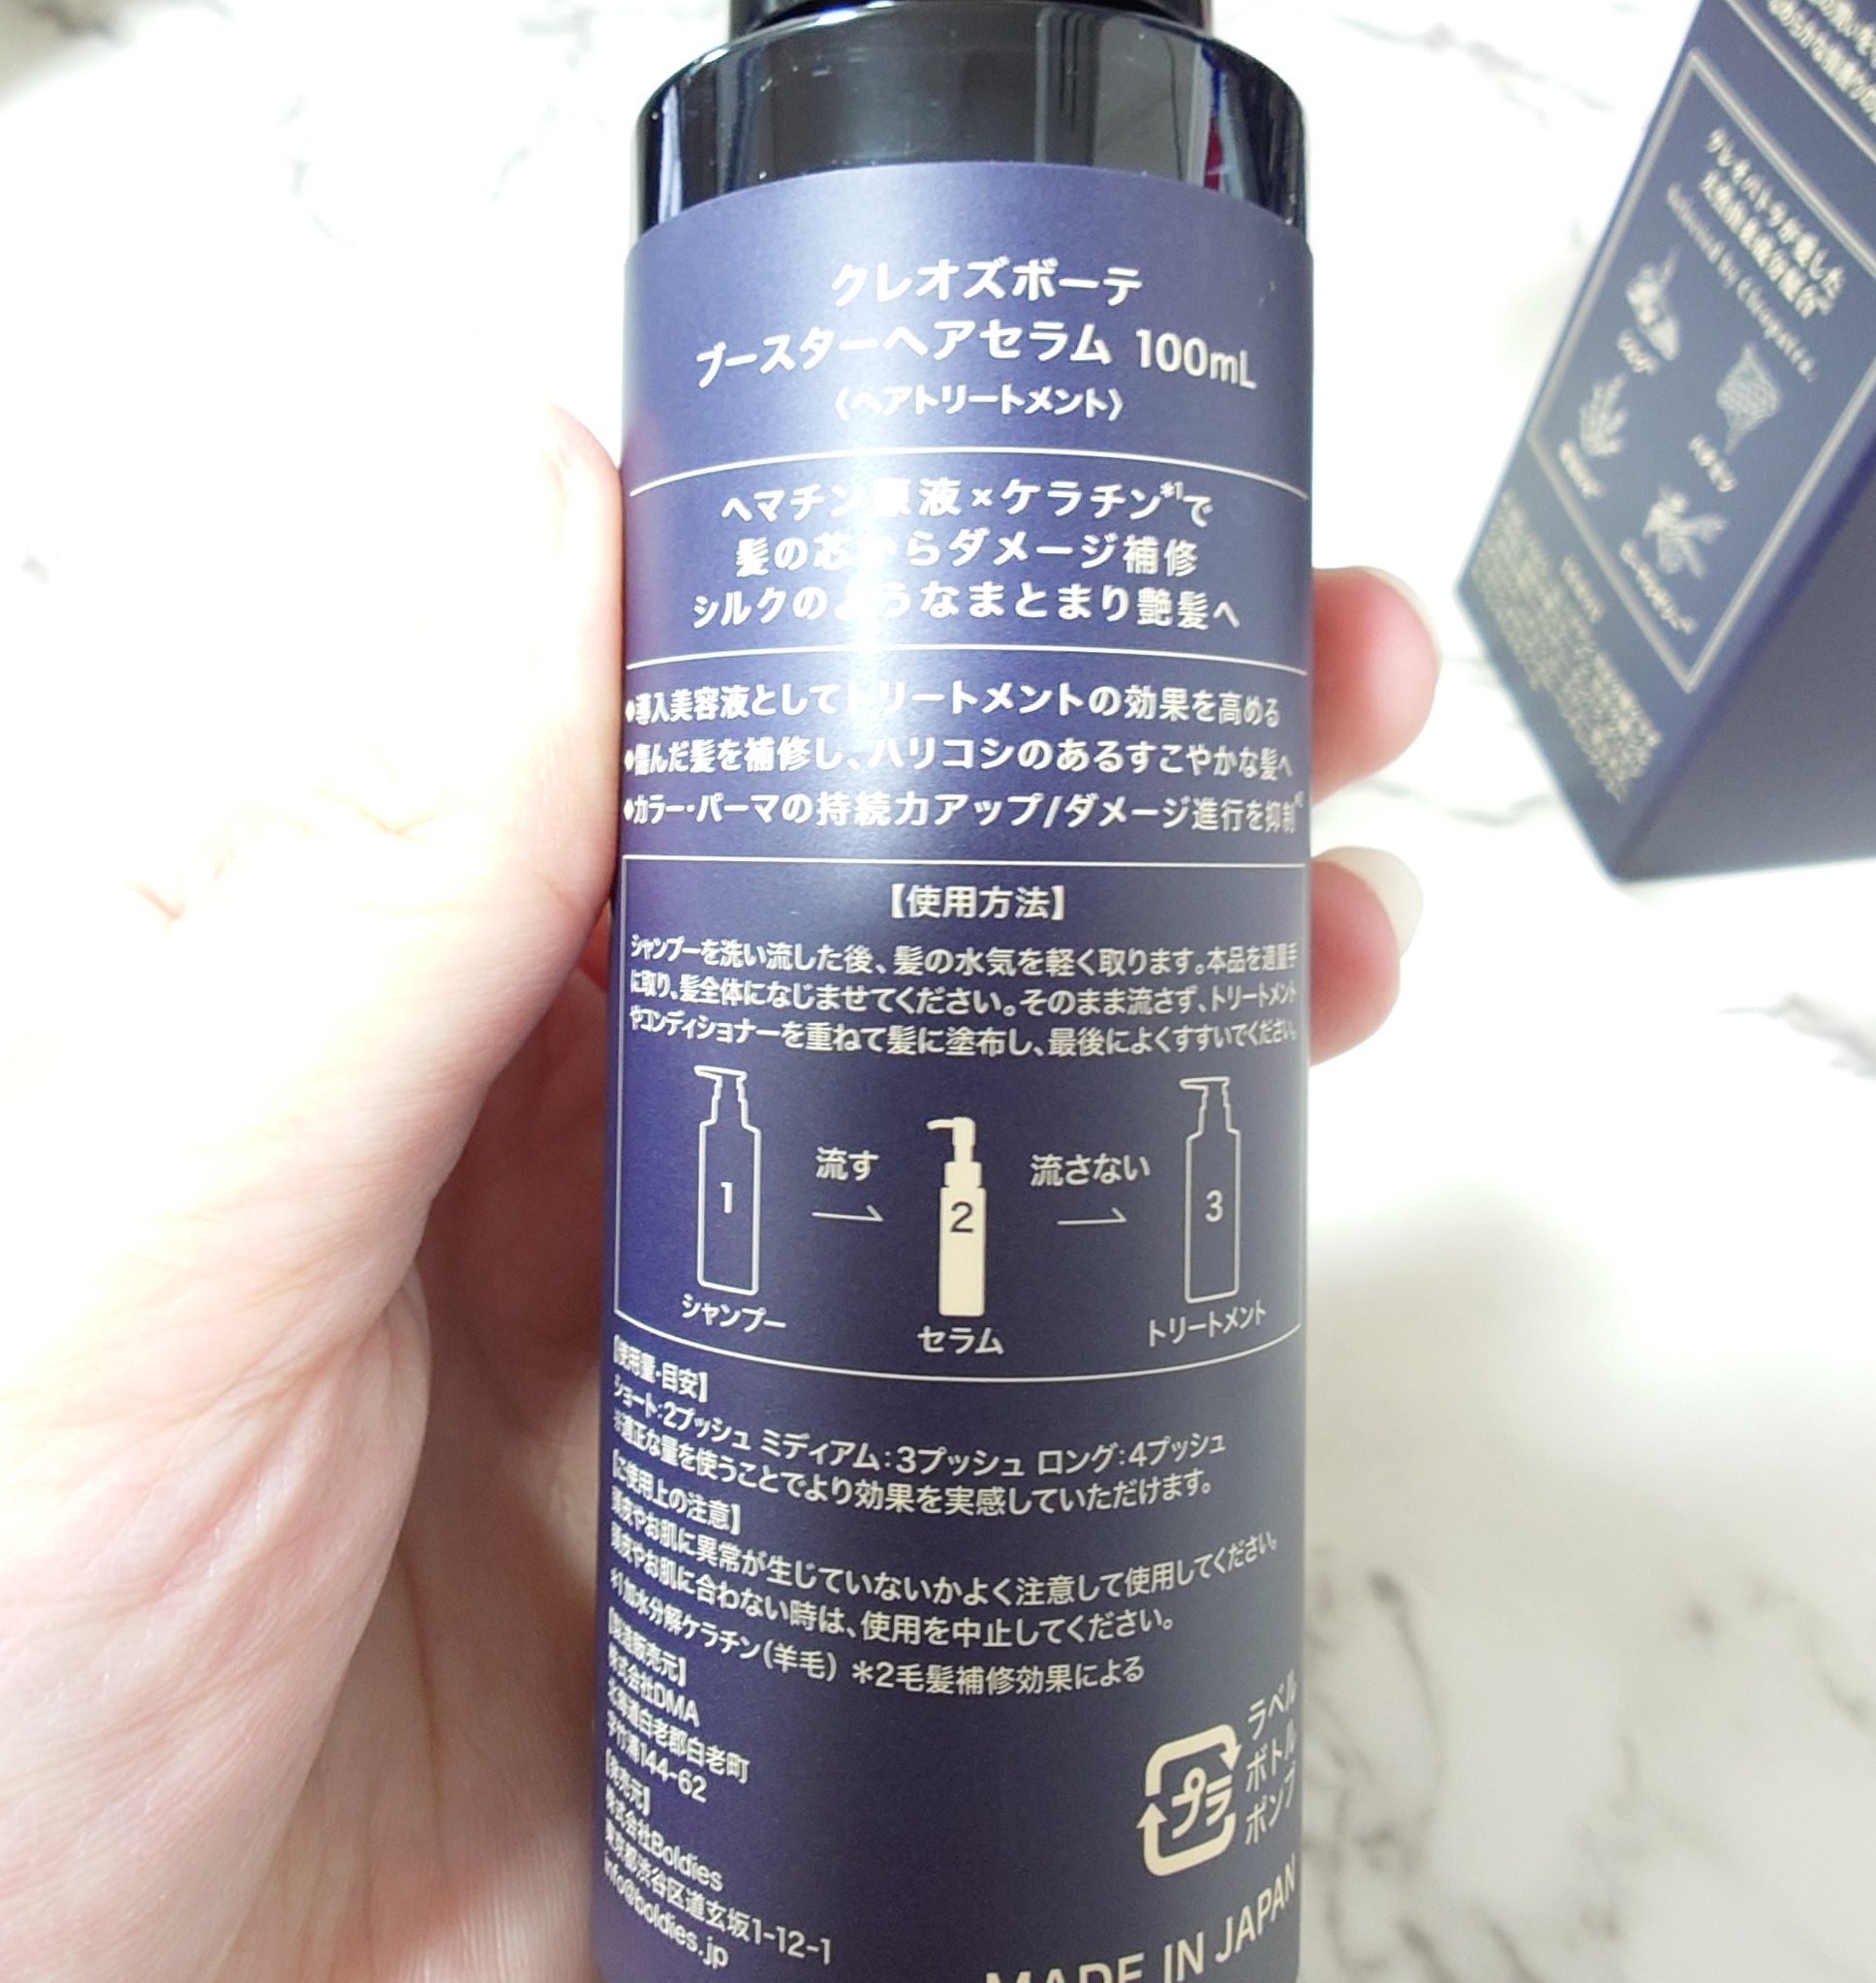 クレオズボーテ
ブースターヘアセラム 100mL
〈ヘアトリートメント〉
ヘマチン原液×ケラチン*1で
髪の芯からダメージ補修
シルクのようなまとまり艶髪へ
◆導入美容液としてトリートメントの効果を高める
◆傷んだ髪を補修し、ハリコシのあるすこやかな髪へ
◆カラー・パーマの持続力アップ/ダメージ進行を抑制*2
【使用方法】
シャンプーを洗い流した後、髪の水気を軽く取ります。本品を適量手
に取り、髪全体になじませてください。そのまま流さず、トリートメント
やコンディショナーを重ねて髪に塗布し、最後によくすすいでください。
1 流す 2 流さない 3
シャンプー セラム トリートメント
【使用量・目安】
ショート:2プッシュ ミディアム:3プッシュ ロング:4プッシュ
※適正な量を使うことでより効果を実感していただけます。
【ご使用上の注意】
頭皮やお肌に異常が生じていないかよく注意して使用してください。
頭皮やお肌に合わない時は、使用を中止してください。
*1加水分解ケラチン(羊毛) *2毛髪補修効果による
【製造販売元】
株式会社DMA
北海道白老郡白老町
字竹浦144-62
【発売元】
株式会社Boldies
東京都渋谷区道玄坂1-12-1
info@boldies.jp
プラ
ラベル
ボトル
ポンプ
MADE IN JAPAN
クレオパトラが愛した
Beloved by Cleopatra.